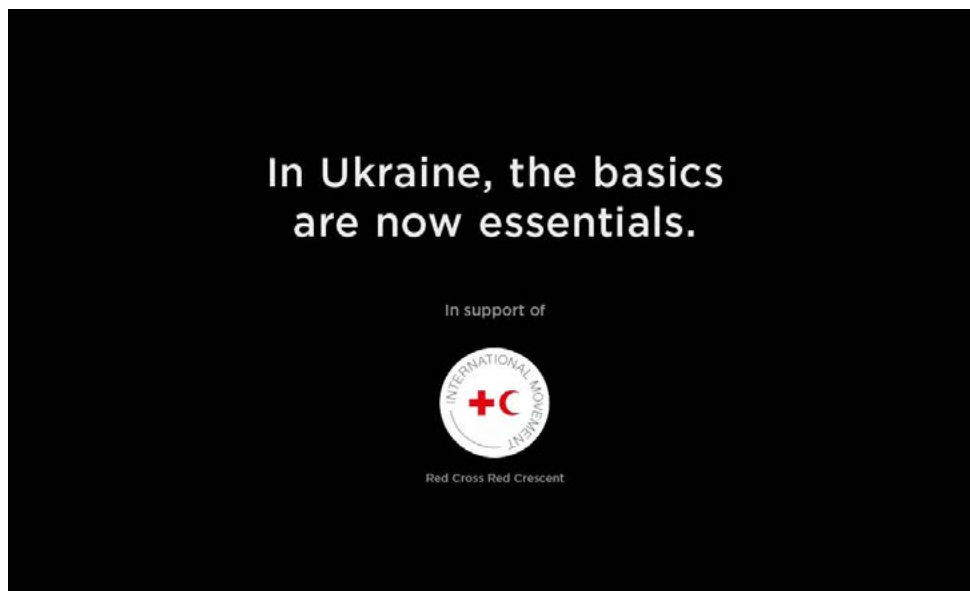 In Ukraine, the basics
are now essentials.
In support of
INTERNATIONAL MOVEMENT
Red Cross Red Crescent